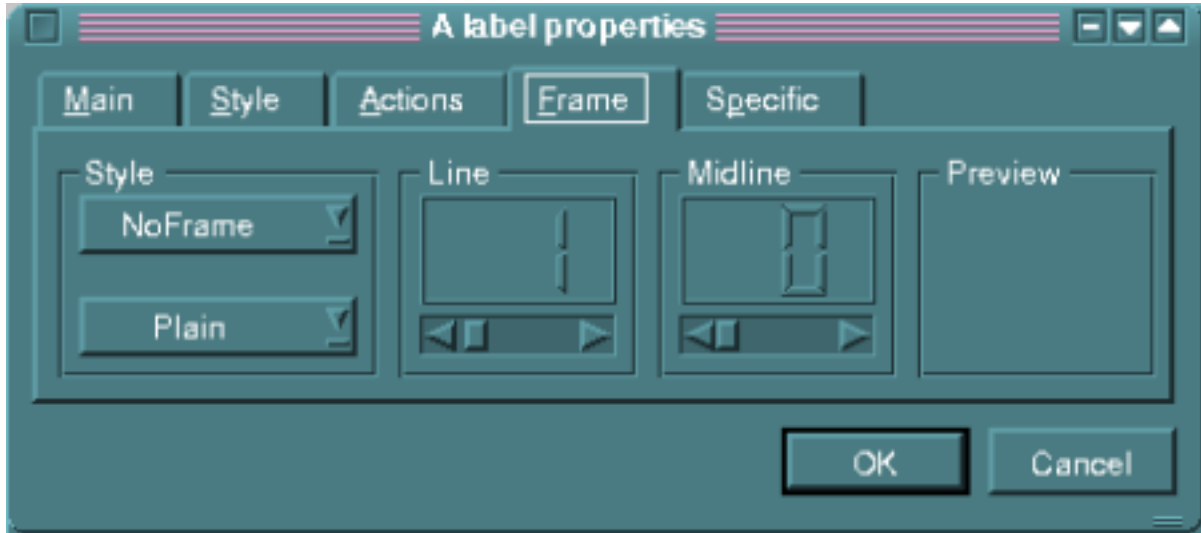 A label properties
Main Style Actions Frame Specific
Style Line Midline Preview
NoFrame 1 0
Plain
OK Cancel